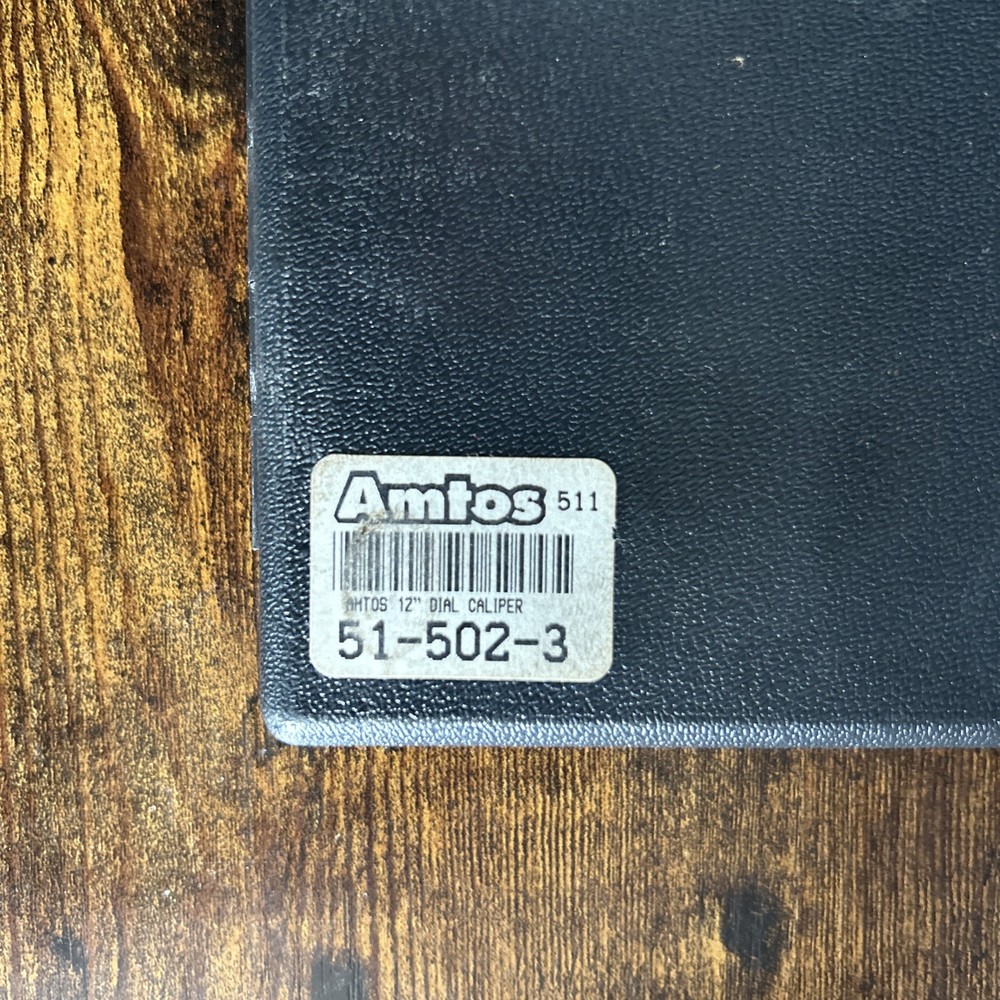 Amtos 511
AMTOS 12" DIAL CALIPER
51-502-3